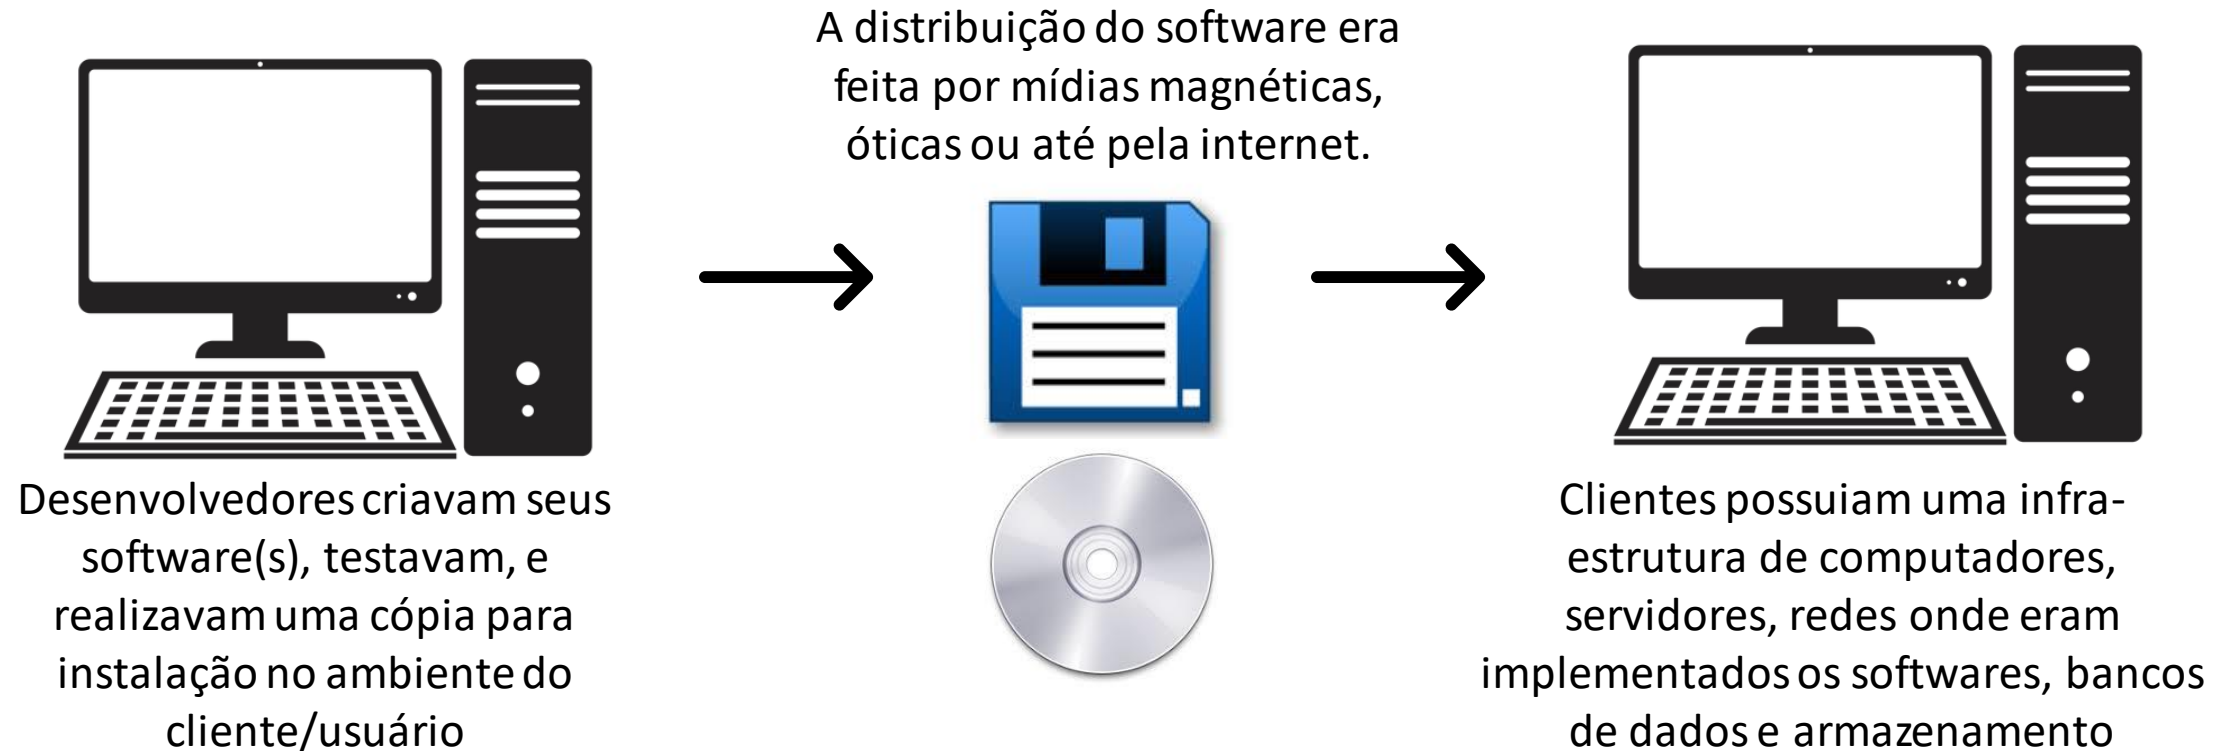 A distribuição do software era
feita por mídias magnéticas,
óticas ou até pela internet.
Desenvolvedores criavam seus
software(s), testavam, e
realizavam uma cópia para
instalação no ambiente do
cliente/usuário
Clientes possuiam uma infra-
estrutura de computadores,
servidores, redes onde eram
implementados os softwares, bancos
de dados e armazenamento